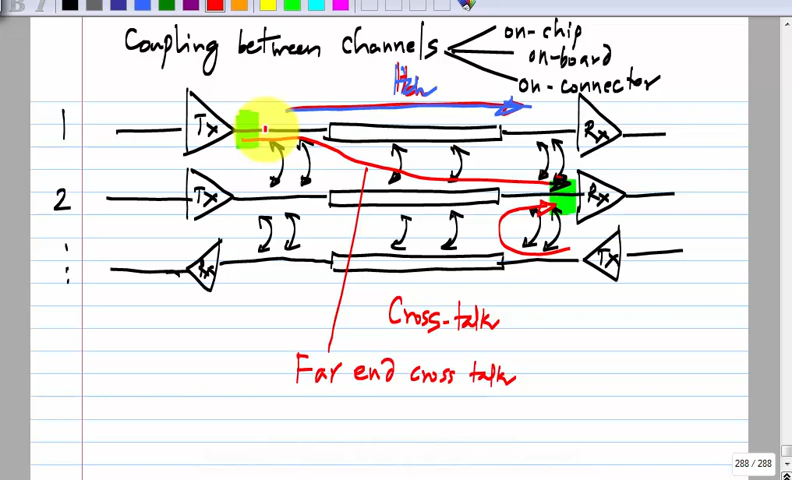 Coupling between channels
on-chip
on-board
on-connector
Hch
1 Tx Rx
2 Tx Rx
Rx Tx
Cross-talk
Far end cross talk
288 / 288